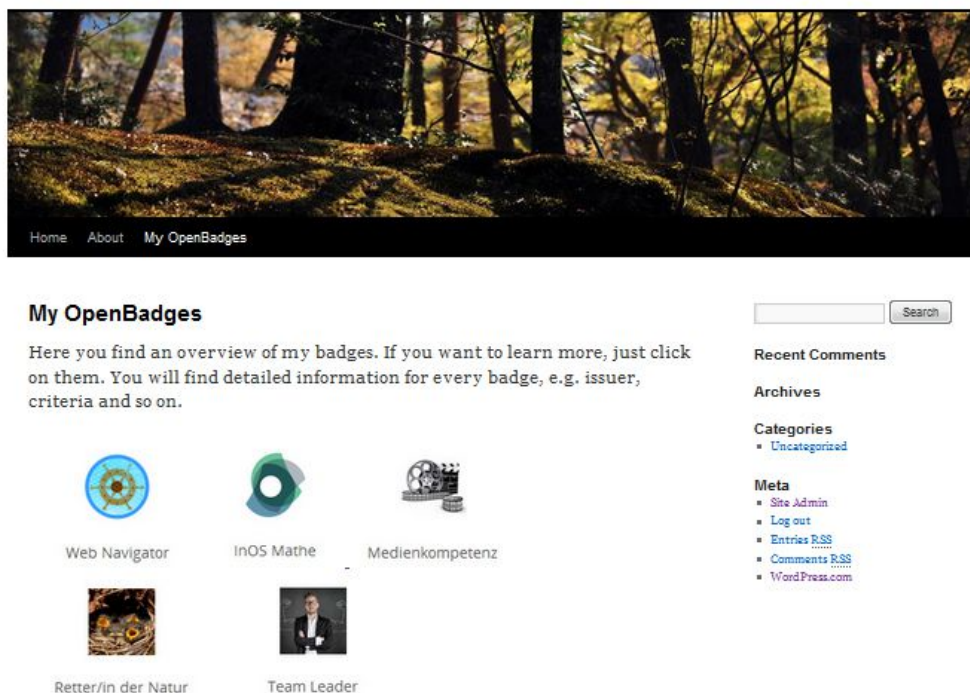 Home About My OpenBadges
My OpenBadges
Here you find an overview of my badges. If you want to learn more, just click
on them. You will find detailed information for every badge, e.g. issuer,
criteria and so on.
Web Navigator InOS Mathe Medienkompetenz
Retter/in der Natur Team Leader
Search
Recent Comments
Archives
Categories
Uncategorized
Meta
Site Admin
Log out
Entries RSS
Comments RSS
WordPress.com